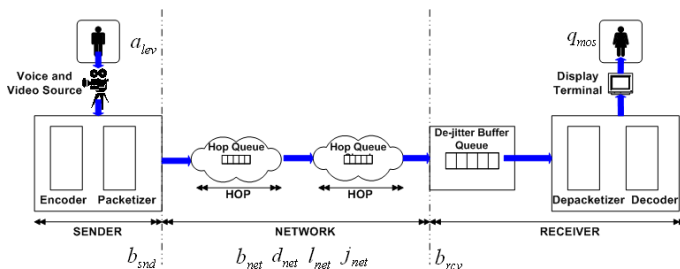 a_lev
q_mos
Voice and
Video Source
Display
Terminal
De-jitter Buffer
Queue
Hop Queue
Hop Queue
HOP
HOP
Encoder Packetizer
Depacketizer Decoder
SENDER
NETWORK
RECEIVER
b_snd
b_net d_net l_net j_net
b_rcv